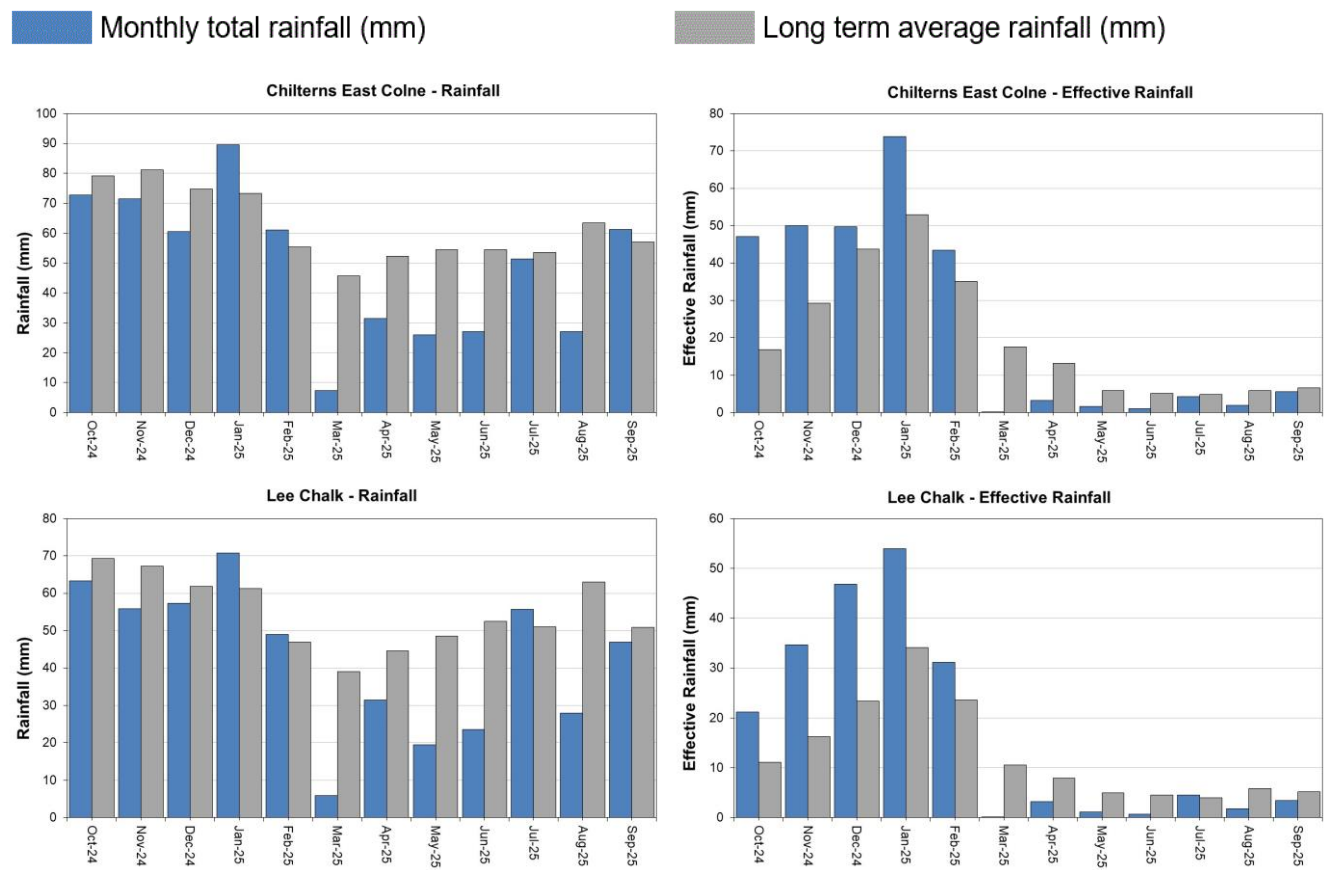 Monthly total rainfall (mm)
Long term average rainfall (mm)
Chilterns East Colne - Rainfall
Rainfall (mm)
100
90
80
70
60
50
40
30
20
10
0
Oct-24
Nov-24
Dec-24
Jan-25
Feb-25
Mar-25
Apr-25
May-25
Jun-25
Jul-25
Aug-25
Sep-25
Chilterns East Colne - Effective Rainfall
Effective Rainfall (mm)
80
70
60
50
40
30
20
10
0
Oct-24
Nov-24
Dec-24
Jan-25
Feb-25
Mar-25
Apr-25
May-25
Jun-25
Jul-25
Aug-25
Sep-25
Lee Chalk - Rainfall
Rainfall (mm)
80
70
60
50
40
30
20
10
0
Oct-24
Nov-24
Dec-24
Jan-25
Feb-25
Mar-25
Apr-25
May-25
Jun-25
Jul-25
Aug-25
Sep-25
Lee Chalk - Effective Rainfall
Effective Rainfall (mm)
60
50
40
30
20
10
0
Oct-24
Nov-24
Dec-24
Jan-25
Feb-25
Mar-25
Apr-25
May-25
Jun-25
Jul-25
Aug-25
Sep-25